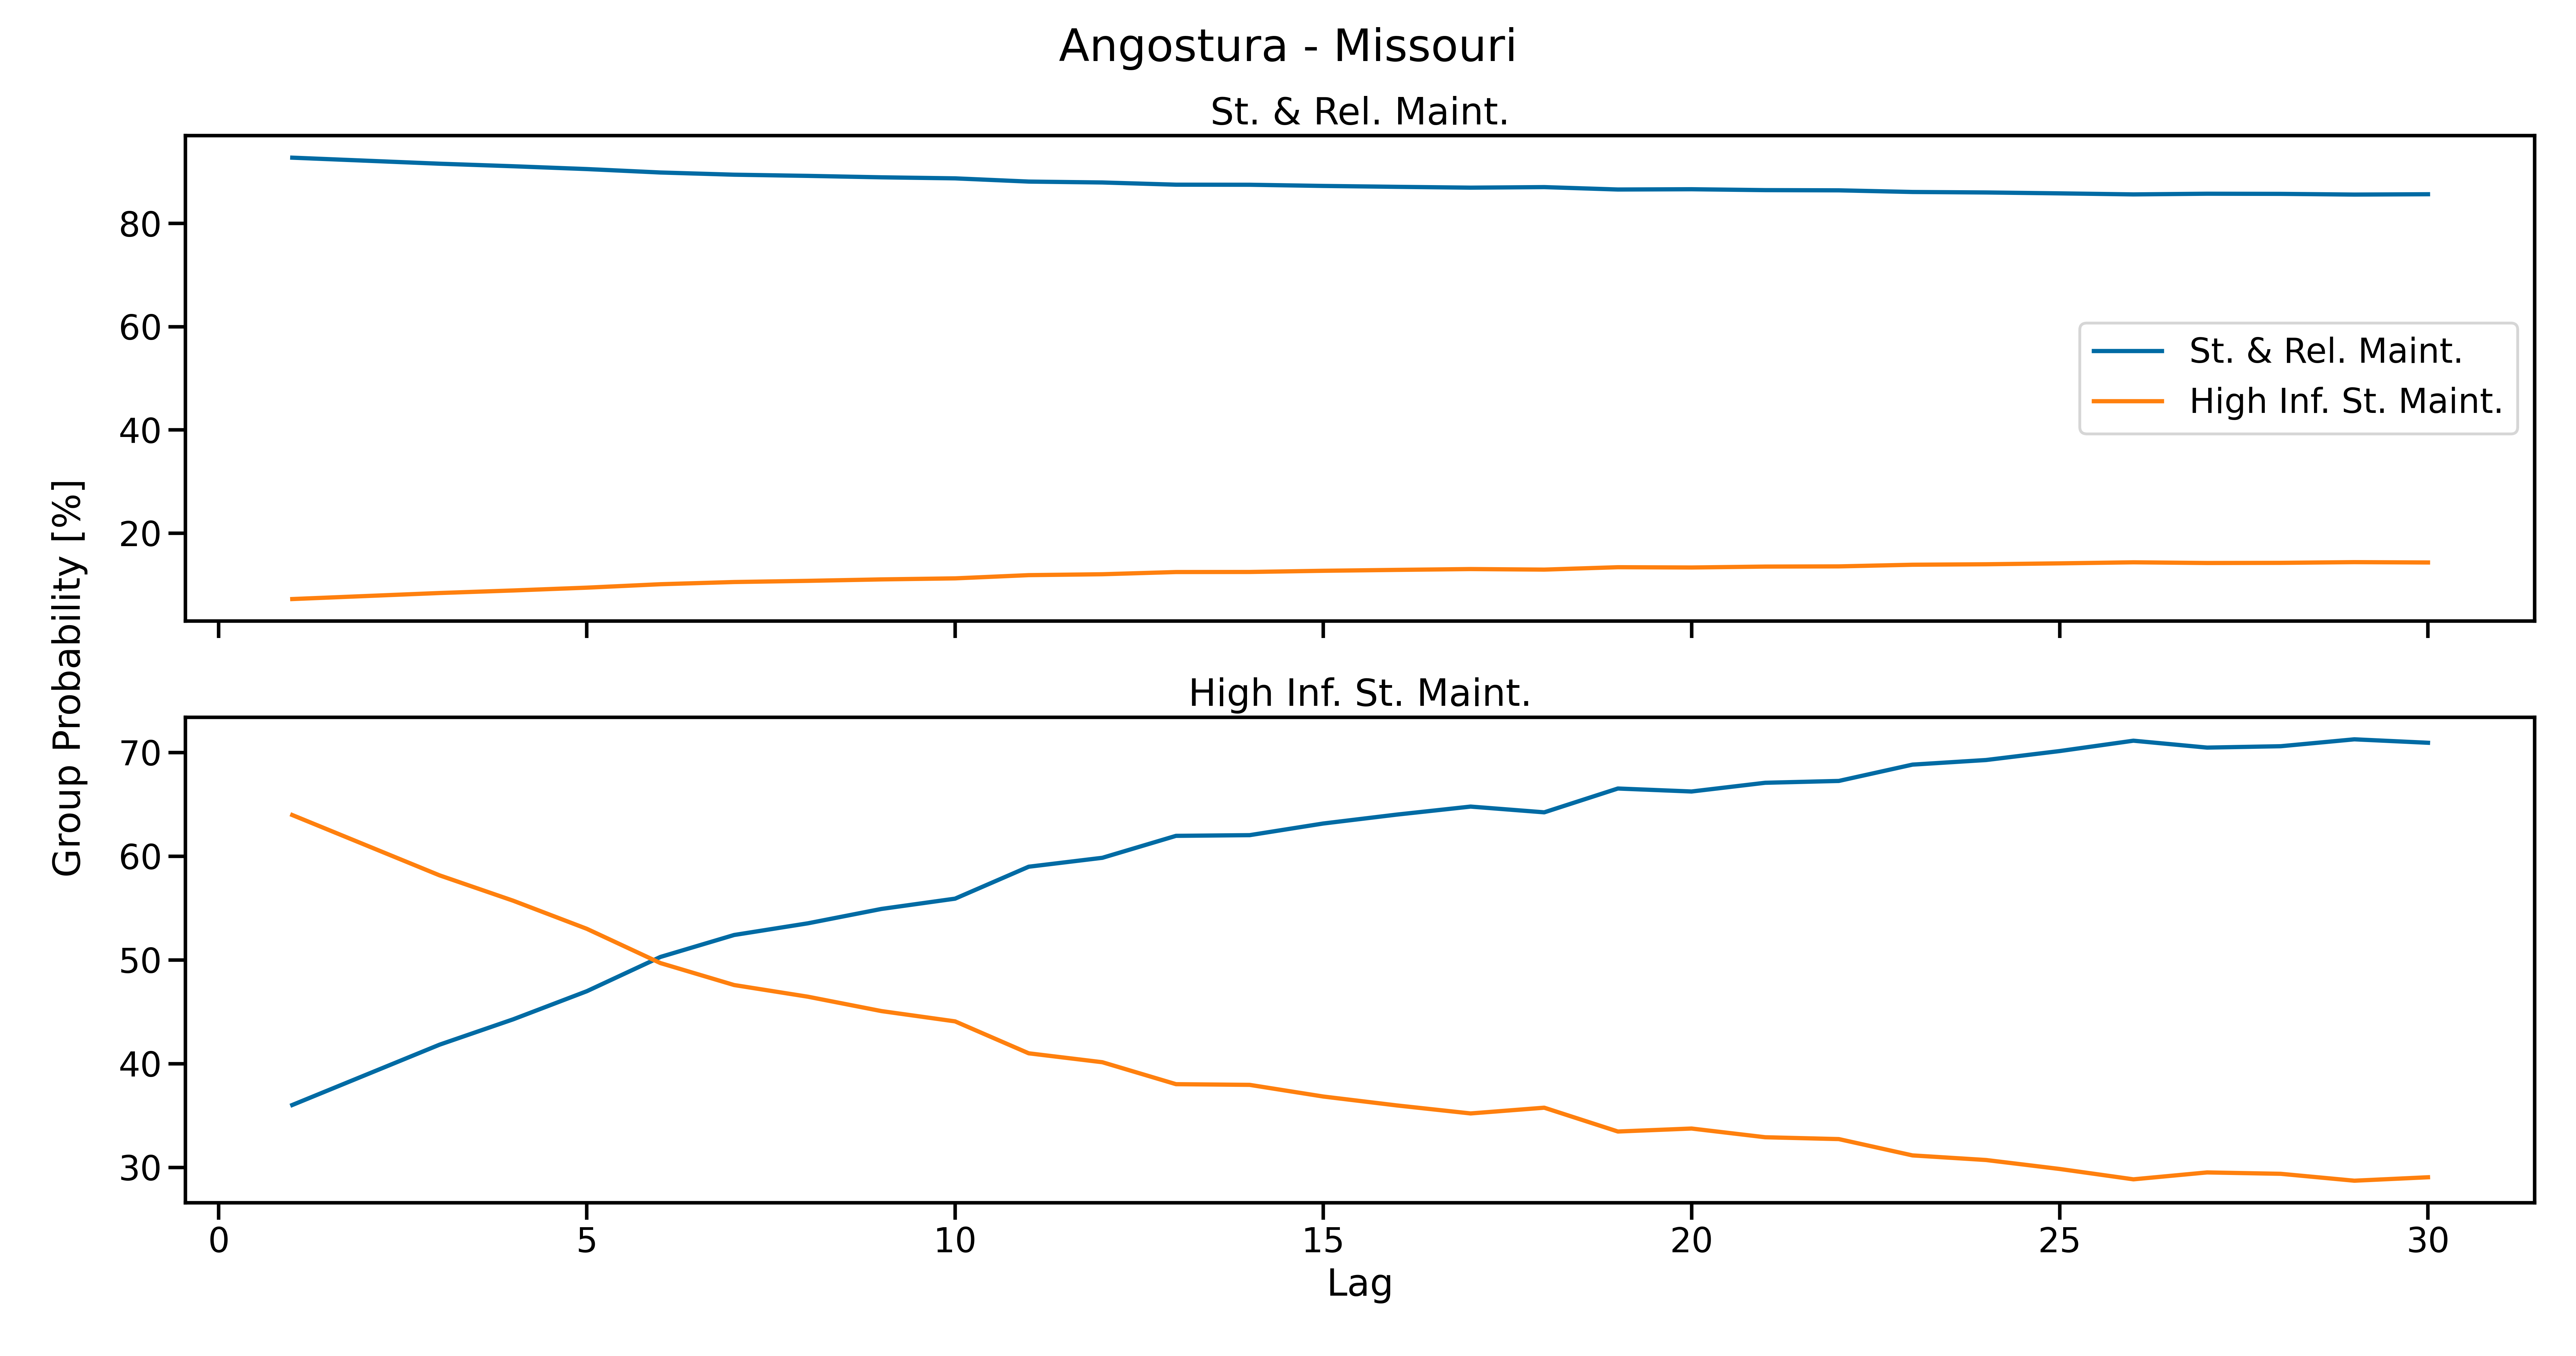 Angostura - Missouri
St. & Rel. Maint.
80
60
40
20
St. & Rel. Maint.
High Inf. St. Maint.
Group Probability [%]
High Inf. St. Maint.
70
60
50
40
30
0 5 10 15 20 25 30
Lag